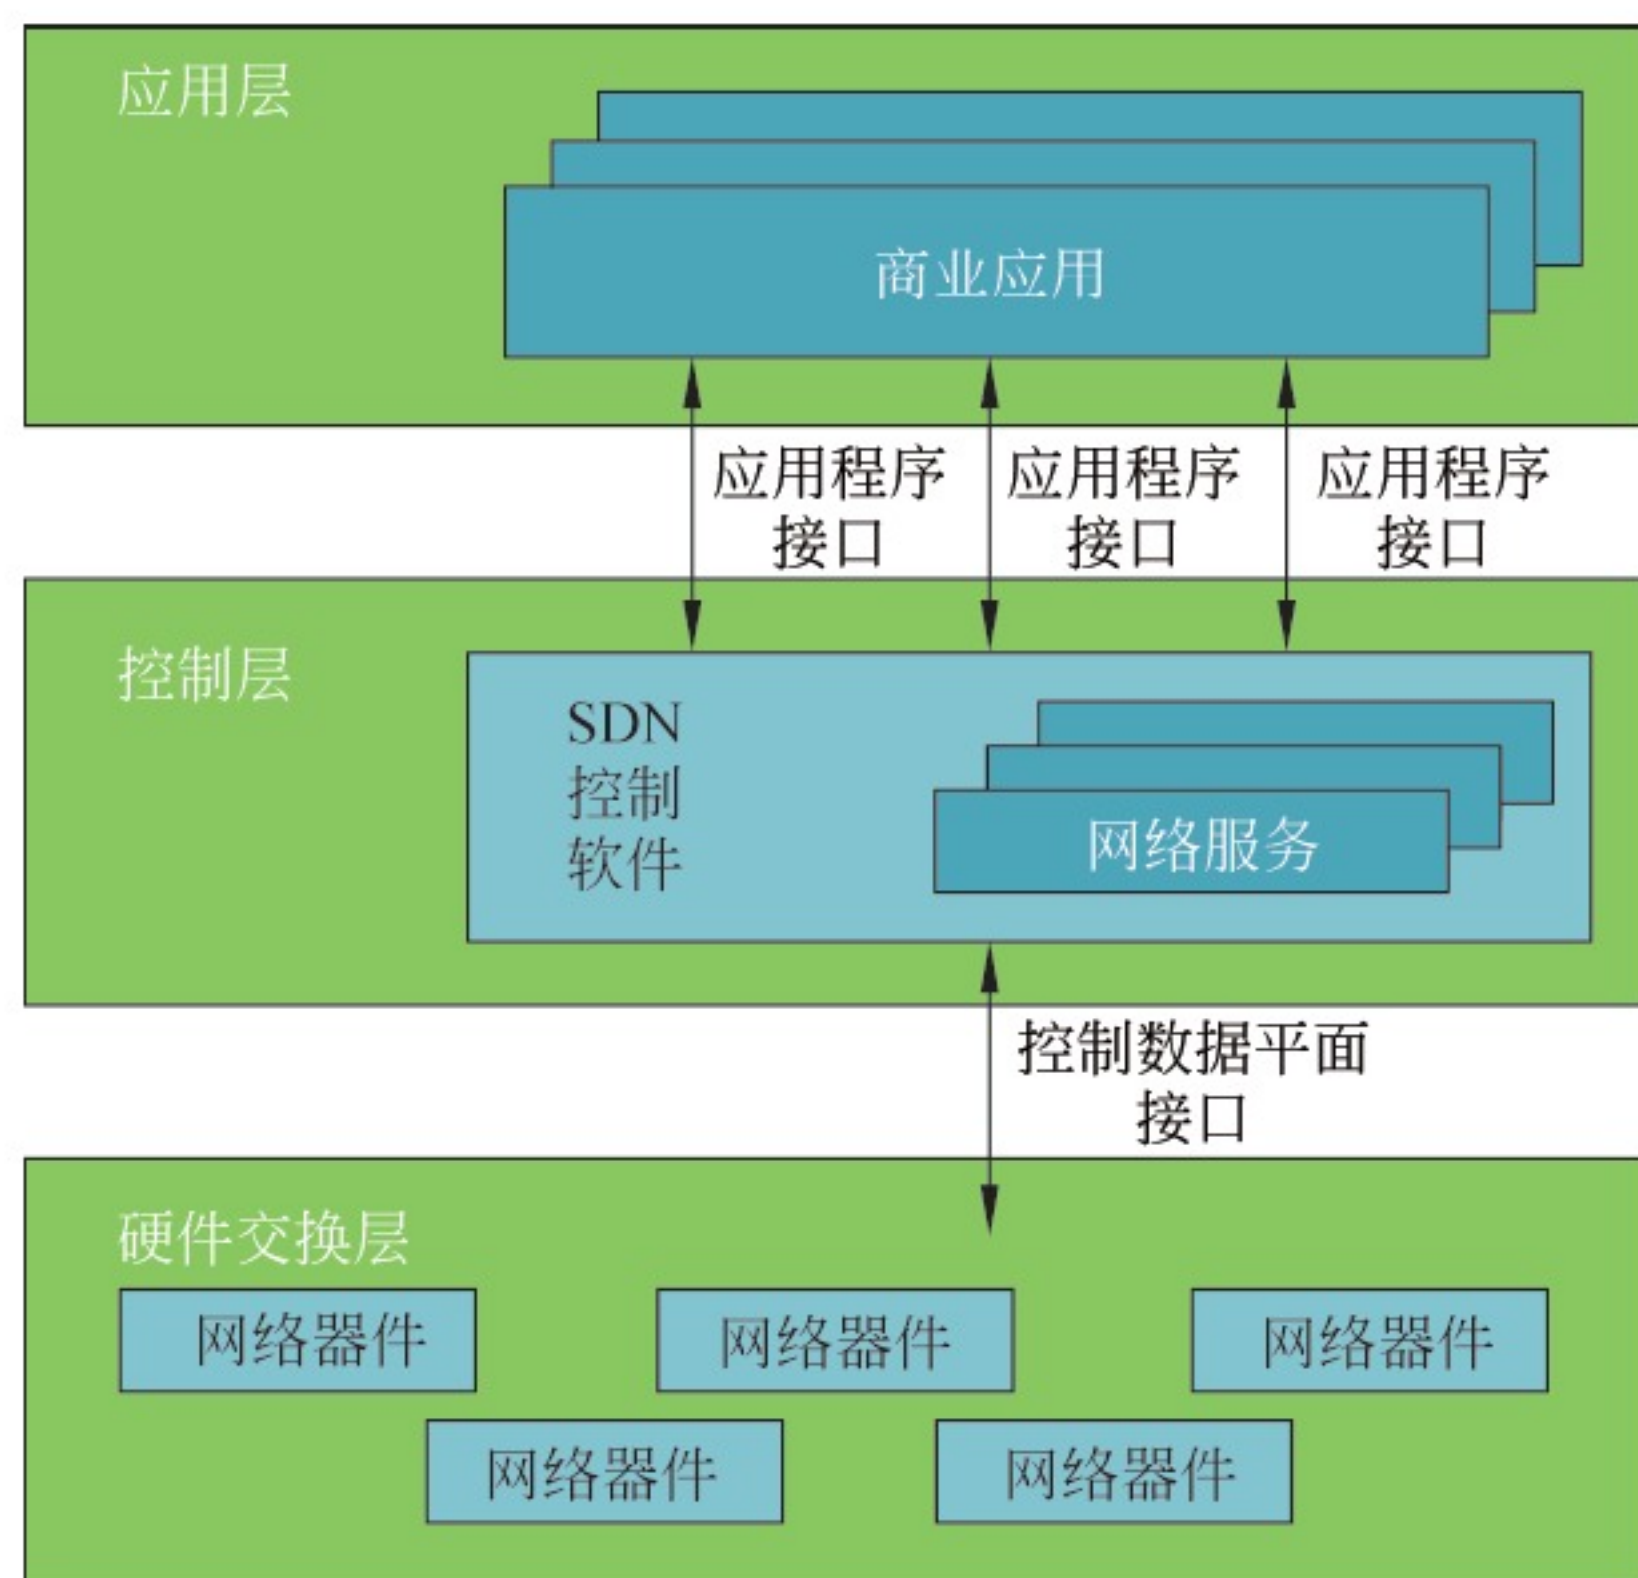 应用层
商业应用
应用程序
接口
应用程序
接口
应用程序
接口
控制层
SDN
控制
软件
网络服务
控制数据平面
接口
硬件交换层
网络器件
网络器件
网络器件
网络器件
网络器件